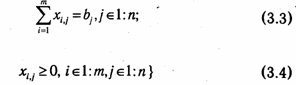 m
∑ x_{i,j} = b_j, j∈1:n; (3.3)
i=1
x_{i,j} ≥ 0, i∈1:m, j∈1:n} (3.4)